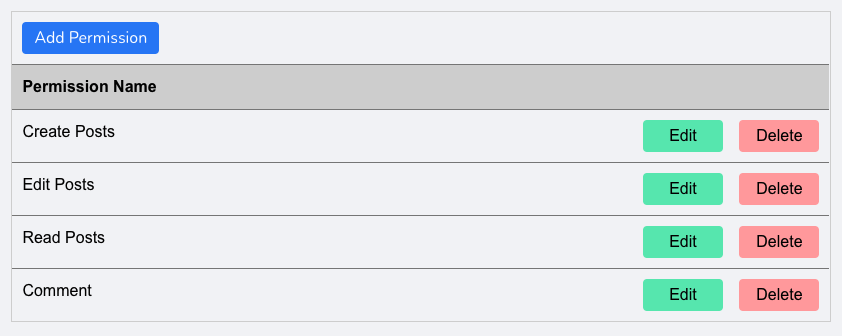 Add Permission
Permission Name
Create Posts Edit Delete
Edit Posts Edit Delete
Read Posts Edit Delete
Comment Edit Delete